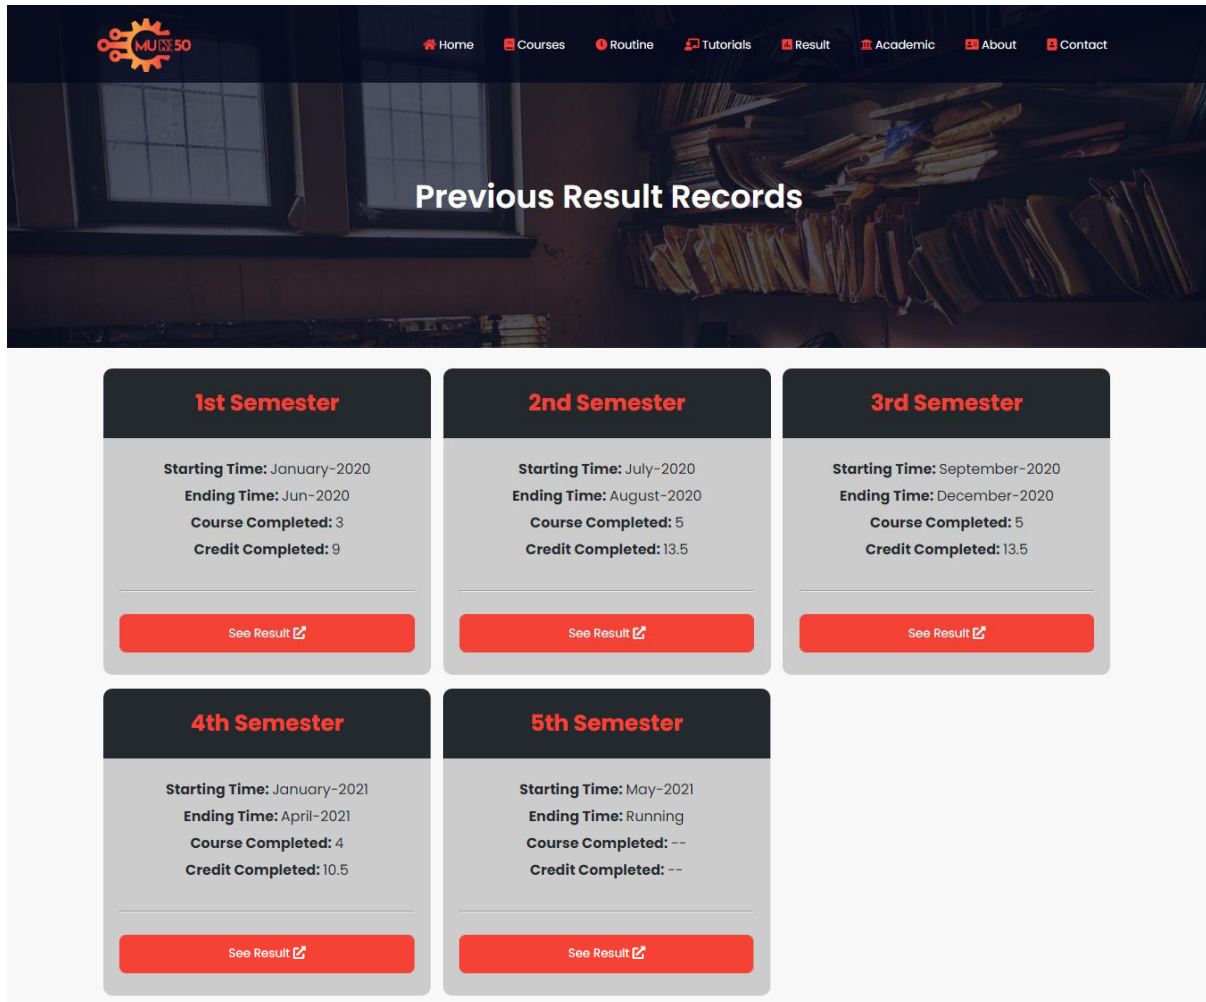 MU CSE 50
Home Courses Routine Tutorials Result Academic About Contact
Previous Result Records
1st Semester
Starting Time: January-2020
Ending Time: Jun-2020
Course Completed: 3
Credit Completed: 9
See Result
2nd Semester
Starting Time: July-2020
Ending Time: August-2020
Course Completed: 5
Credit Completed: 13.5
See Result
3rd Semester
Starting Time: September-2020
Ending Time: December-2020
Course Completed: 5
Credit Completed: 13.5
See Result
4th Semester
Starting Time: January-2021
Ending Time: April-2021
Course Completed: 4
Credit Completed: 10.5
See Result
5th Semester
Starting Time: May-2021
Ending Time: Running
Course Completed: --
Credit Completed: --
See Result